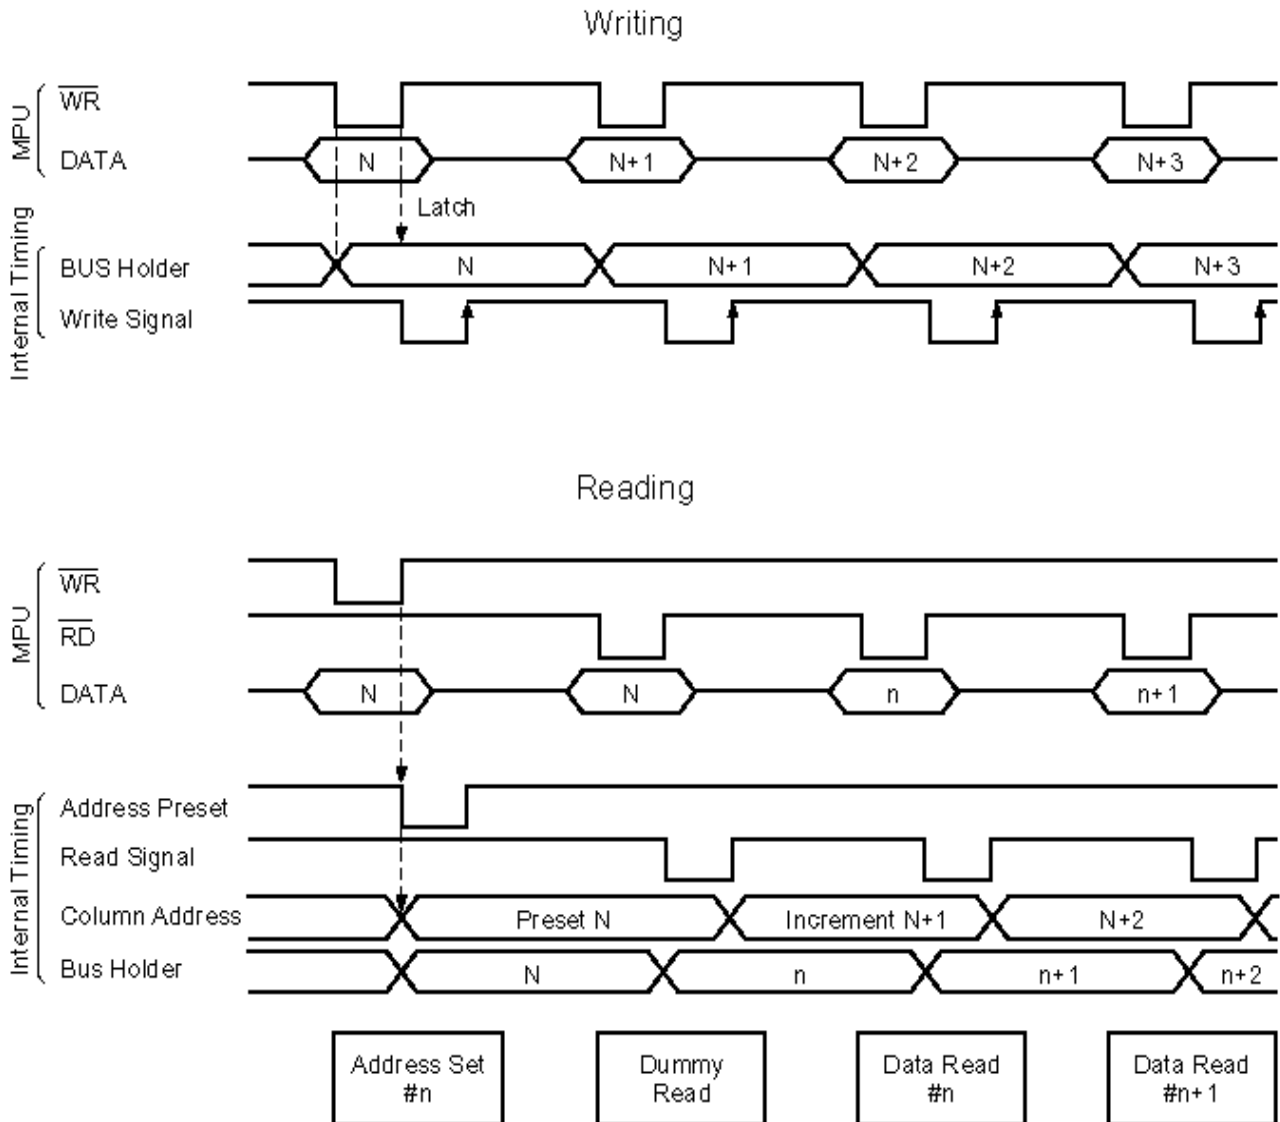 Writing
MPU
WR
DATA
N
N+1
N+2
N+3
Latch
Internal Timing
BUS Holder
N
N+1
N+2
N+3
Write Signal
Reading
MPU
WR
RD
DATA
N
N
n
n+1
Internal Timing
Address Preset
Read Signal
Column Address
Preset N
Increment N+1
N+2
Bus Holder
N
n
n+1
n+2
Address Set
#n
Dummy
Read
Data Read
#n
Data Read
#n+1